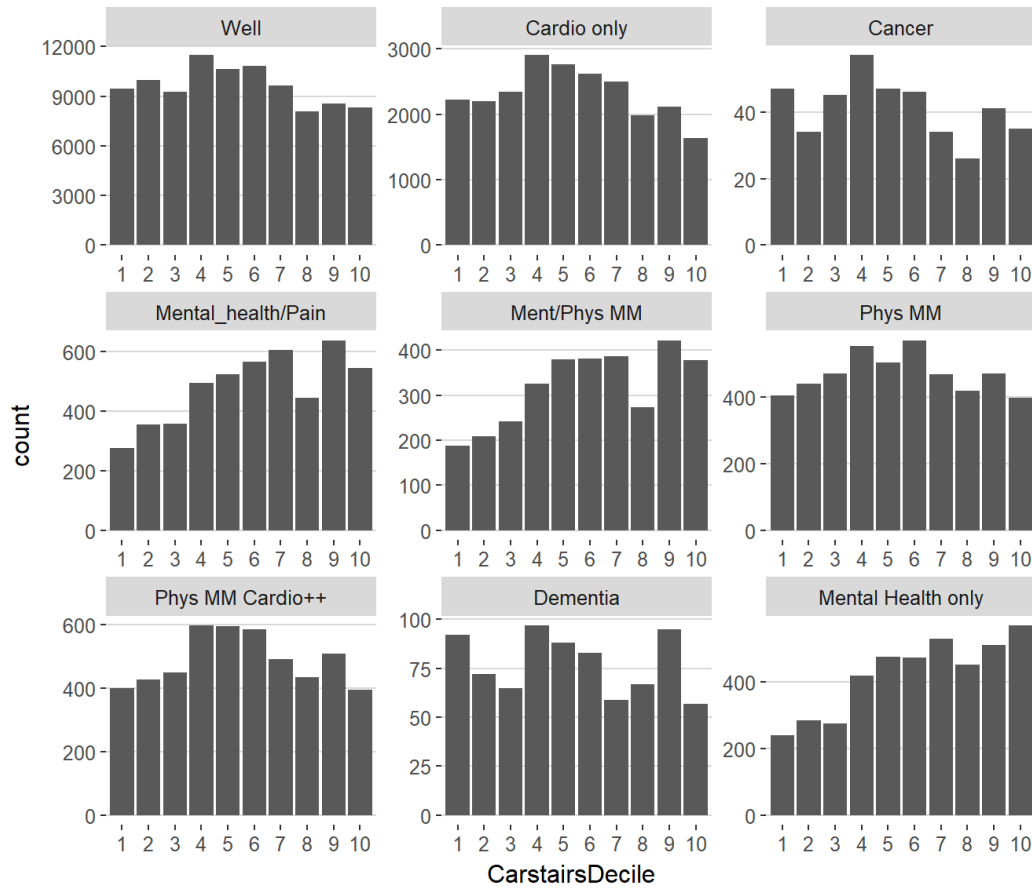 Well
Cardio only
Cancer
12000
9000
6000
3000
0
3000
2000
1000
0
40
20
0
1 2 3 4 5 6 7 8 9 10
1 2 3 4 5 6 7 8 9 10
1 2 3 4 5 6 7 8 9 10
Mental_health/Pain
Ment/Phys MM
Phys MM
600
400
200
0
400
300
200
100
0
400
200
0
1 2 3 4 5 6 7 8 9 10
1 2 3 4 5 6 7 8 9 10
1 2 3 4 5 6 7 8 9 10
Phys MM Cardio++
Dementia
Mental Health only
600
400
200
0
100
75
50
25
0
400
200
0
1 2 3 4 5 6 7 8 9 10
1 2 3 4 5 6 7 8 9 10
1 2 3 4 5 6 7 8 9 10
count
CarstairsDecile